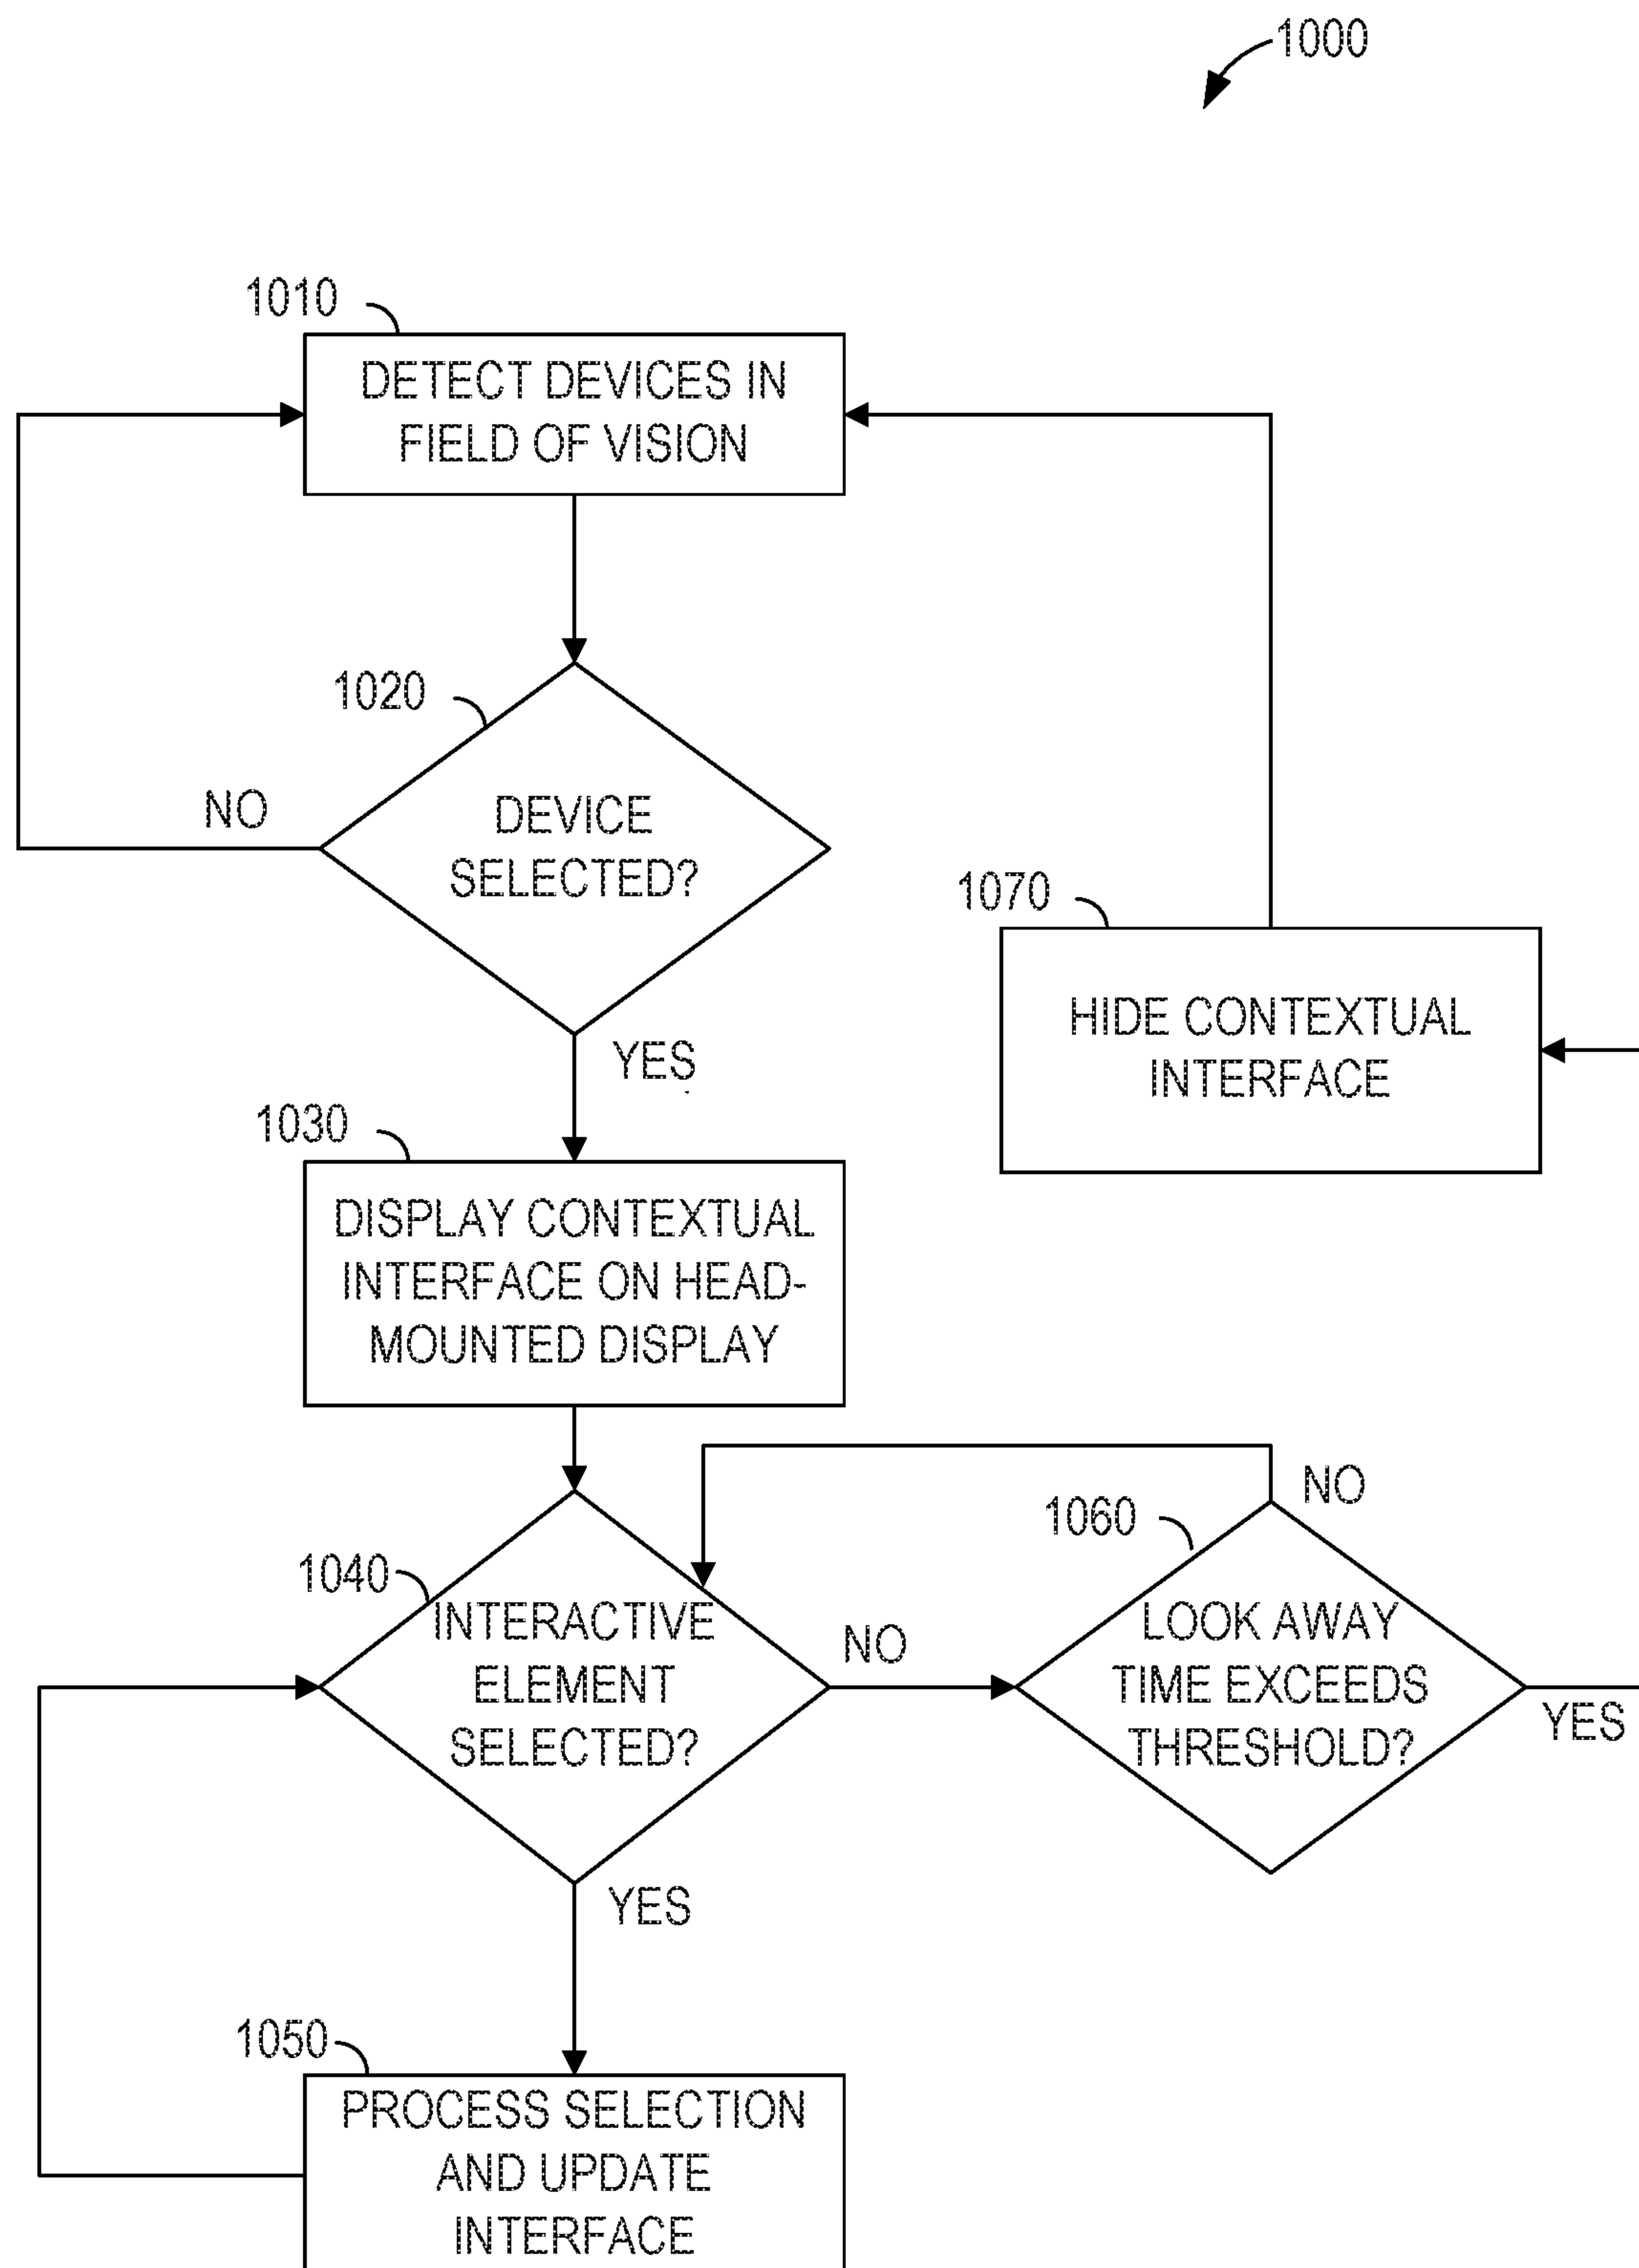 1000
1010
DETECT DEVICES IN
FIELD OF VISION
1020
NO
DEVICE
SELECTED?
YES
1070
HIDE CONTEXTUAL
INTERFACE
1030
DISPLAY CONTEXTUAL
INTERFACE ON HEAD-
MOUNTED DISPLAY
1040
INTERACTIVE
ELEMENT
SELECTED?
NO
1060
NO
LOOK AWAY
TIME EXCEEDS
THRESHOLD?
YES
YES
1050
PROCESS SELECTION
AND UPDATE
INTERFACE